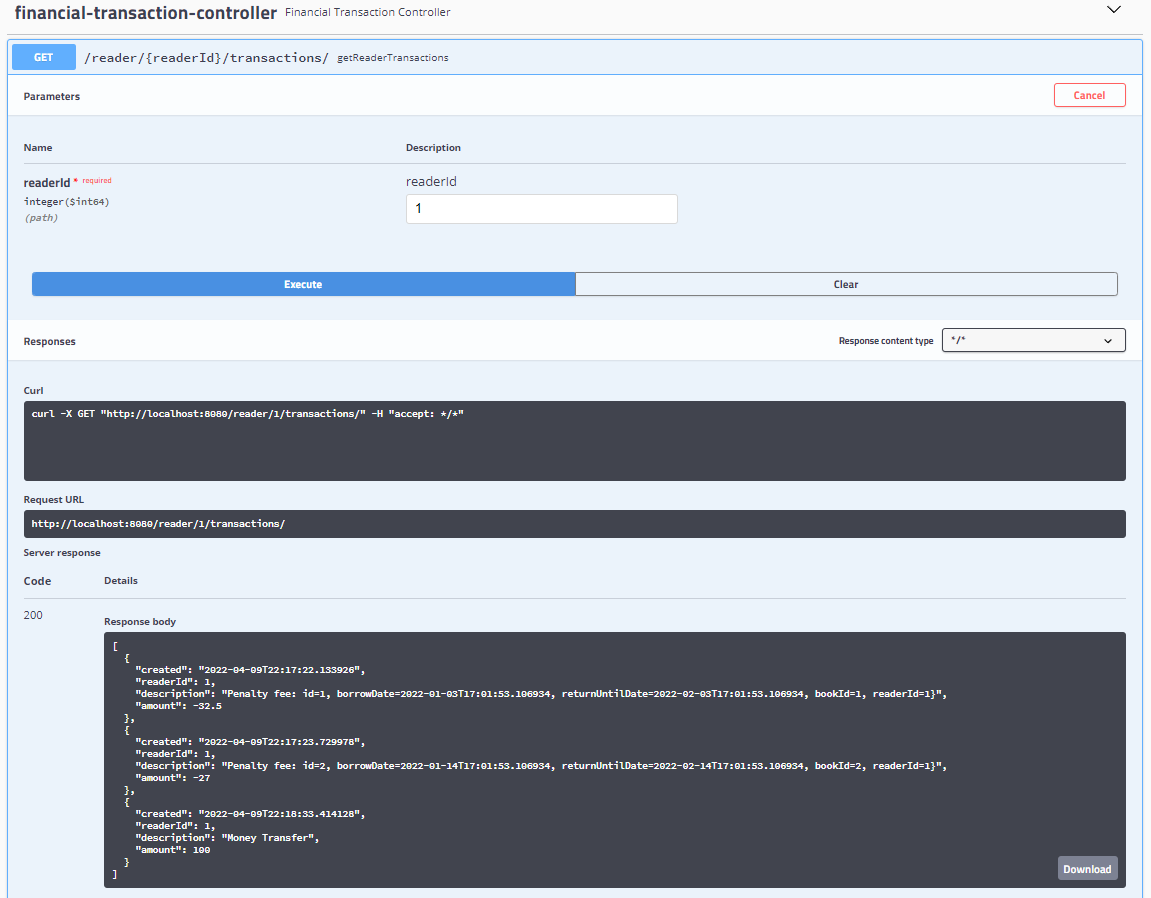 financial-transaction-controller Financial Transaction Controller
GET /reader/{readerId}/transactions/ getReaderTransactions
Parameters Cancel
Name Description
readerId * required readerId
integer($int64) 1
(path)
Execute Clear
Responses Response content type */*
Curl
curl -X GET "http://localhost:8080/reader/1/transactions/" -H "accept: */*"
Request URL
http://localhost:8080/reader/1/transactions/
Server response
Code Details
200
Response body
[
{
"created": "2022-04-09T22:17:22.133926",
"readerId": 1,
"description": "Penalty fee: id=1, borrowDate=2022-01-03T17:01:53.106934, returnUntilDate=2022-02-03T17:01:53.106934, bookId=1, readerId=1}",
"amount": -32.5
},
{
"created": "2022-04-09T22:17:23.729978",
"readerId": 1,
"description": "Penalty fee: id=2, borrowDate=2022-01-14T17:01:53.106934, returnUntilDate=2022-02-14T17:01:53.106934, bookId=2, readerId=1}",
"amount": -27
},
{
"created": "2022-04-09T22:18:33.414128",
"readerId": 1,
"description": "Money Transfer",
"amount": 100
}
]
Download